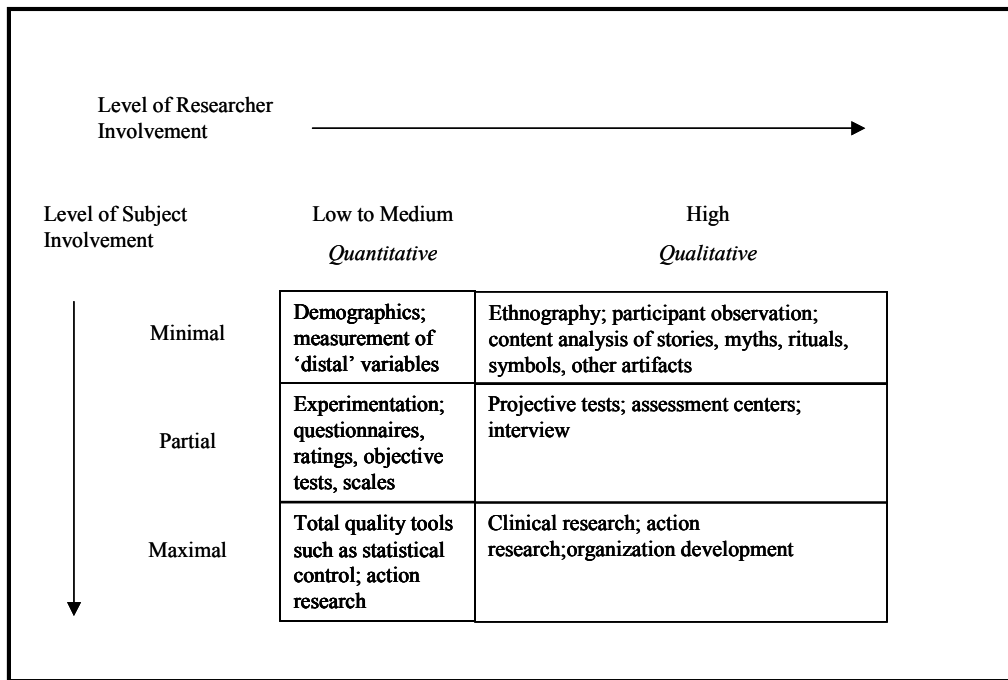 Level of Researcher
Involvement
Level of Subject
Involvement
Low to Medium
Quantitative
High
Qualitative
Minimal
Demographics;
measurement of
‘distal’ variables
Ethnography; participant observation;
content analysis of stories, myths, rituals,
symbols, other artifacts
Partial
Experimentation;
questionnaires,
ratings, objective
tests, scales
Projective tests; assessment centers;
interview
Maximal
Total quality tools
such as statistical
control; action
research
Clinical research; action
research;organization development